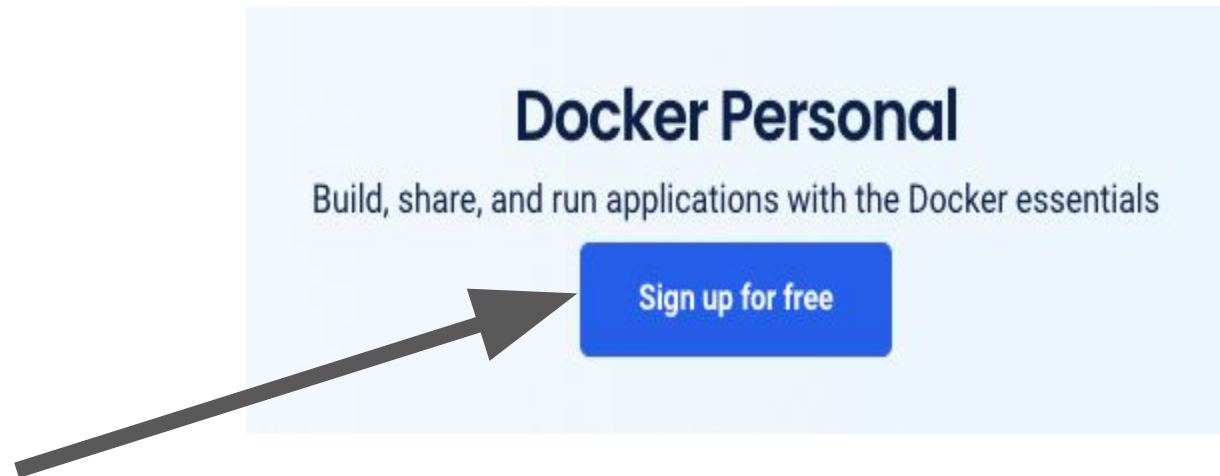 Docker Personal
Build, share, and run applications with the Docker essentials
Sign up for free